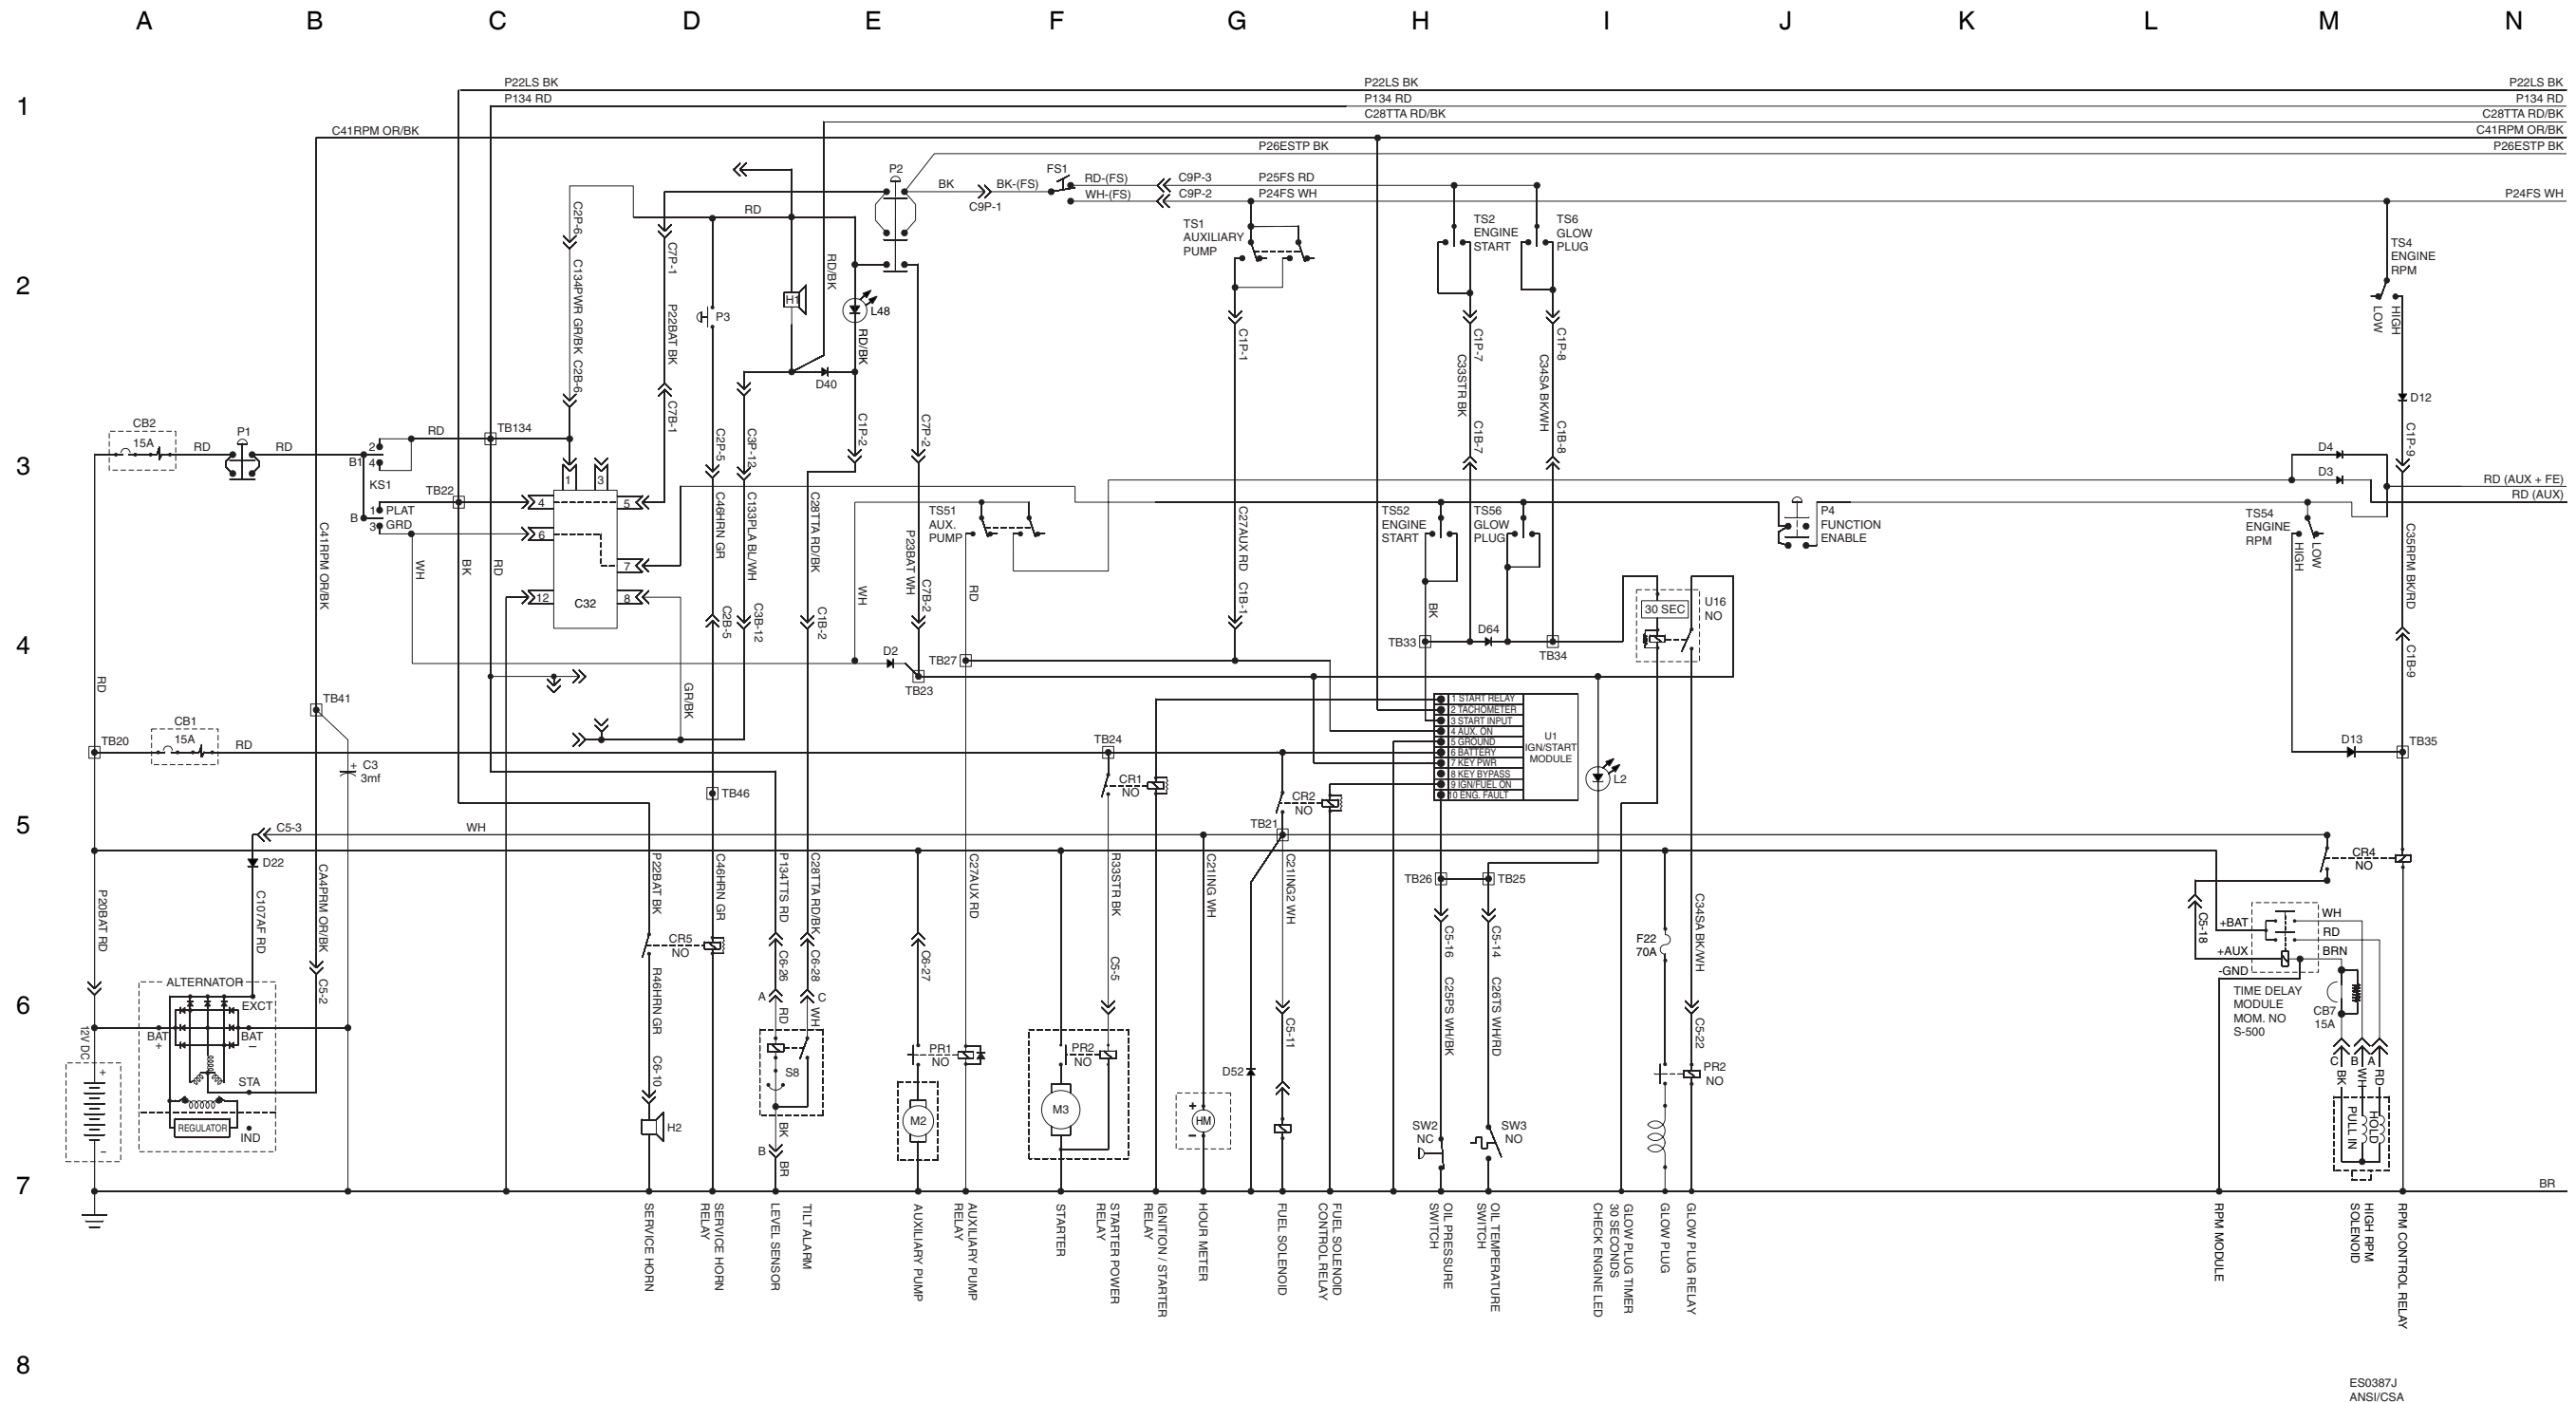 A B C D E F G H I J K L M N
1
P22LS BK
P22LS BK
P22LS BK
P134 RD
P134 RD
P134 RD
C28TTA RD/BK
C28TTA RD/BK
C41RPM OR/BK
C41RPM OR/BK
P26ESTP BK
P26ESTP BK
P2
BK
C9P-1
BK-(FS)
FS1
RD-(FS)
WH-(FS)
C9P-3
C9P-2
P25FS RD
P24FS WH
P24FS WH
2
C2P-6
C134PWR GR/BK
C2B-6
RD
C7P-1
P22BAT BK
C7B-1
P3
H1
RD/BK
L48
RD/BK
D40
TS1
AUXILIARY
PUMP
TS2
ENGINE
START
TS6
GLOW
PLUG
TS4
ENGINE
RPM
LOW
HIGH
C1P-1
C1P-7
C33STR BK
C1B-7
C1P-8
C34SA BK/WH
C1B-8
D12
C1P-9
3
CB2
15A
RD
P1
RD
B1
2
4
KS1
B
1
3
PLAT
GRD
RD
TB134
TB22
1
3
4
5
6
7
12
8
C32
C2P-5
C46HRN GR
C2B-5
C3P-12
C133PLA BL/WH
C3B-12
C1P-2
C28TTA RD/BK
C1B-2
C7P-2
P23BAT WH
C7B-2
TS51
AUX.
PUMP
RD
WH
C27AUX RD
C1B-1
TS52
ENGINE
START
TS56
GLOW
PLUG
BK
P4
FUNCTION
ENABLE
D4
D3
RD (AUX + FE)
RD (AUX)
TS54
ENGINE
RPM
HIGH
LOW
C35RPM BK/RD
C1B-9
C41RPM OR/BK
WH
BK
RD
4
RD
TB41
GR/BK
D2
TB27
TB23
TB33
D64
TB34
30 SEC
U16
NO
TB20
CB1
15A
RD
C3
+
3mf
TB46
TB24
CR1
NO
CR2
NO
1 START RELAY
2 TACHOMETER
3 START INPUT
4 AUX. ON
5 GROUND
6 BATTERY
7 KEY PWR
8 KEY BYPASS
9 IGN/FUEL ON
10 ENG. FAULT
U1
IGN/START
MODULE
L2
D13
TB35
5
C5-3
WH
D22
C107AF RD
P20BAT RD
CA4PRM OR/BK
C5-2
P22BAT BK
CR5
NO
R46HRN GR
C6-10
C46HRN GR
P134TTS RD
C6-26
C28TTA RD/BK
C6-28
C6-27
C27AUX RD
R33STR BK
C5-5
C21ING WH
TB21
C21ING2 WH
C5-11
TB26
TB25
C5-16
C25PS WH/BK
C5-14
C26TS WH/RD
F22
70A
C34SA BK/WH
C5-22
CR4
NO
C5-18
+BAT
+AUX
-GND
WH
RD
BRN
TIME DELAY
MODULE
MOM. NO
S-500
CB7
15A
6
12V DC
+
−
ALTERNATOR
EXCT
BAT
+
BAT
−
STA
REGULATOR
IND
A
C
RD
WH
S8
BK
B
BR
PR1
NO
M2
PR2
NO
M3
D52
+
HM
−
SW2
NC
SW3
NO
PR2
NO
C B A
BK
WH
RD
PULL IN
HOLD
H2
7
BR
SERVICE HORN
SERVICE HORN
RELAY
LEVEL SENSOR
TILT ALARM
AUXILIARY PUMP
AUXILIARY PUMP
RELAY
STARTER
STARTER POWER
RELAY
IGNITION / STARTER
RELAY
HOUR METER
FUEL SOLENOID
FUEL SOLENOID
CONTROL RELAY
OIL PRESSURE
SWITCH
OIL TEMPERATURE
SWITCH
CHECK ENGINE LED
GLOW PLUG TIMER
30 SECONDS
GLOW PLUG
GLOW PLUG RELAY
RPM MODULE
HIGH RPM
SOLENOID
RPM CONTROL RELAY
8
ES0387J
ANSI/CSA